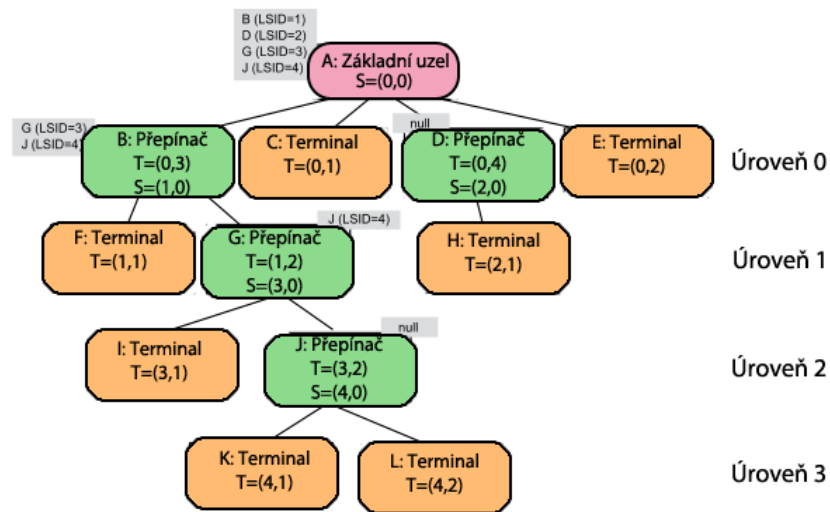 B (LSID=1)
D (LSID=2)
G (LSID=3)
J (LSID=4)
A: Základní uzel
S=(0,0)
G (LSID=3)
J (LSID=4)
B: Přepínač
T=(0,3)
S=(1,0)
C: Terminal
T=(0,1)
null
D: Přepínač
T=(0,4)
S=(2,0)
E: Terminal
T=(0,2)
Úroveň 0
F: Terminal
T=(1,1)
J (LSID=4)
G: Přepínač
T=(1,2)
S=(3,0)
H: Terminal
T=(2,1)
Úroveň 1
I: Terminal
T=(3,1)
null
J: Přepínač
T=(3,2)
S=(4,0)
Úroveň 2
K: Terminal
T=(4,1)
L: Terminal
T=(4,2)
Úroveň 3